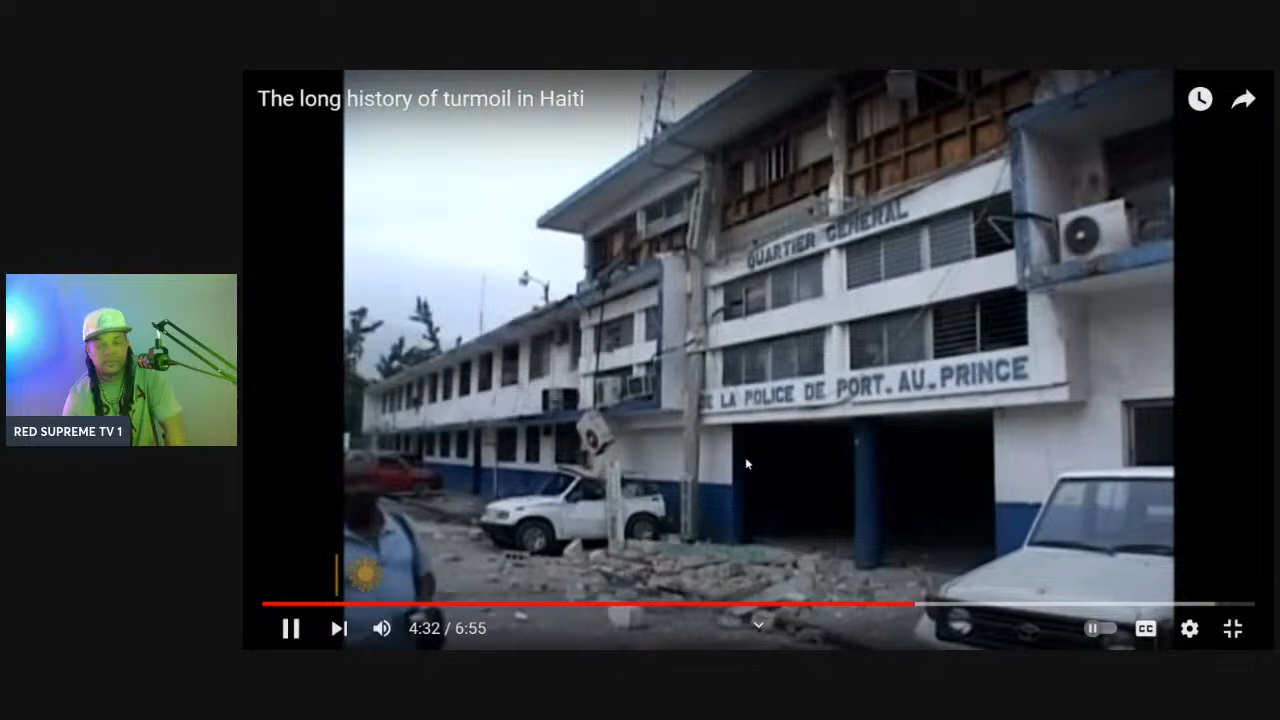 The long history of turmoil in Haiti
QUARTIER GENERAL
DE LA POLICE DE PORT.AU.PRINCE
RED SUPREME TV 1
4:32 / 6:55
CC